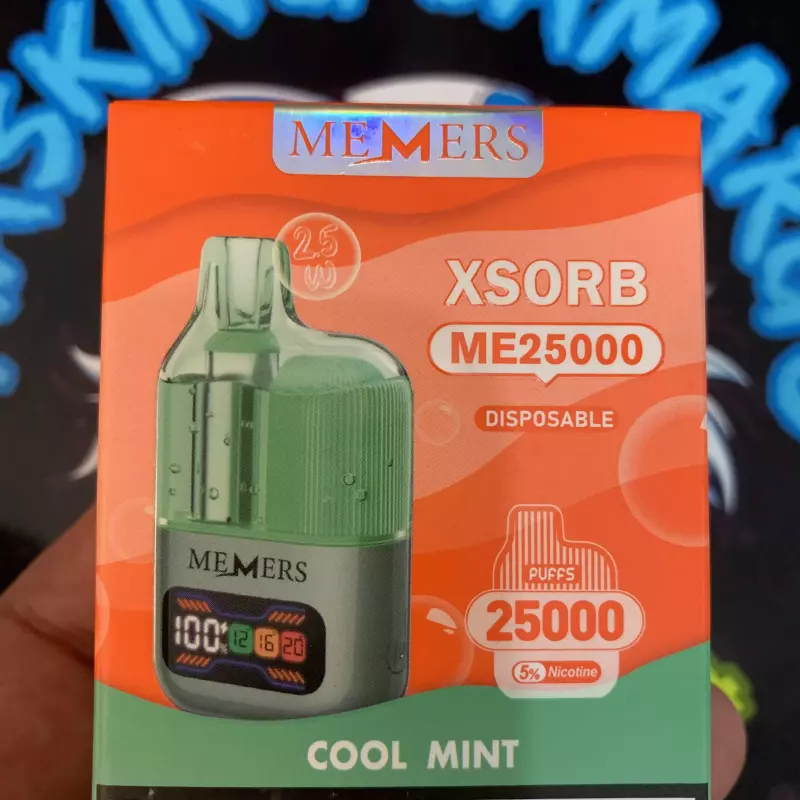 MEMERS
2.5
W
XSORB
ME25000
DISPOSABLE
MEMERS
100% 12 16 20
PUFFS
25000
5% Nicotine
COOL MINT